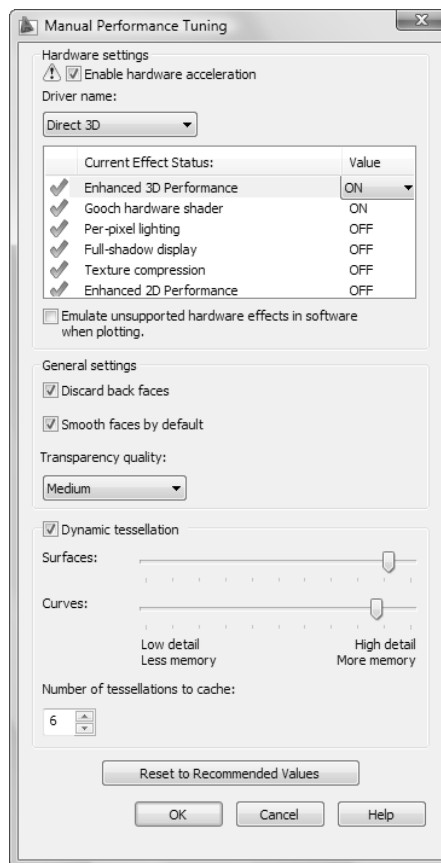 Manual Performance Tuning
Hardware settings
Enable hardware acceleration
Driver name:
Direct 3D
Current Effect Status: Value
Enhanced 3D Performance ON
Gooch hardware shader ON
Per-pixel lighting OFF
Full-shadow display OFF
Texture compression OFF
Enhanced 2D Performance OFF
Emulate unsupported hardware effects in software
when plotting.
General settings
Discard back faces
Smooth faces by default
Transparency quality:
Medium
Dynamic tessellation
Surfaces:
Curves:
Low detail High detail
Less memory More memory
Number of tessellations to cache:
6
Reset to Recommended Values
OK Cancel Help